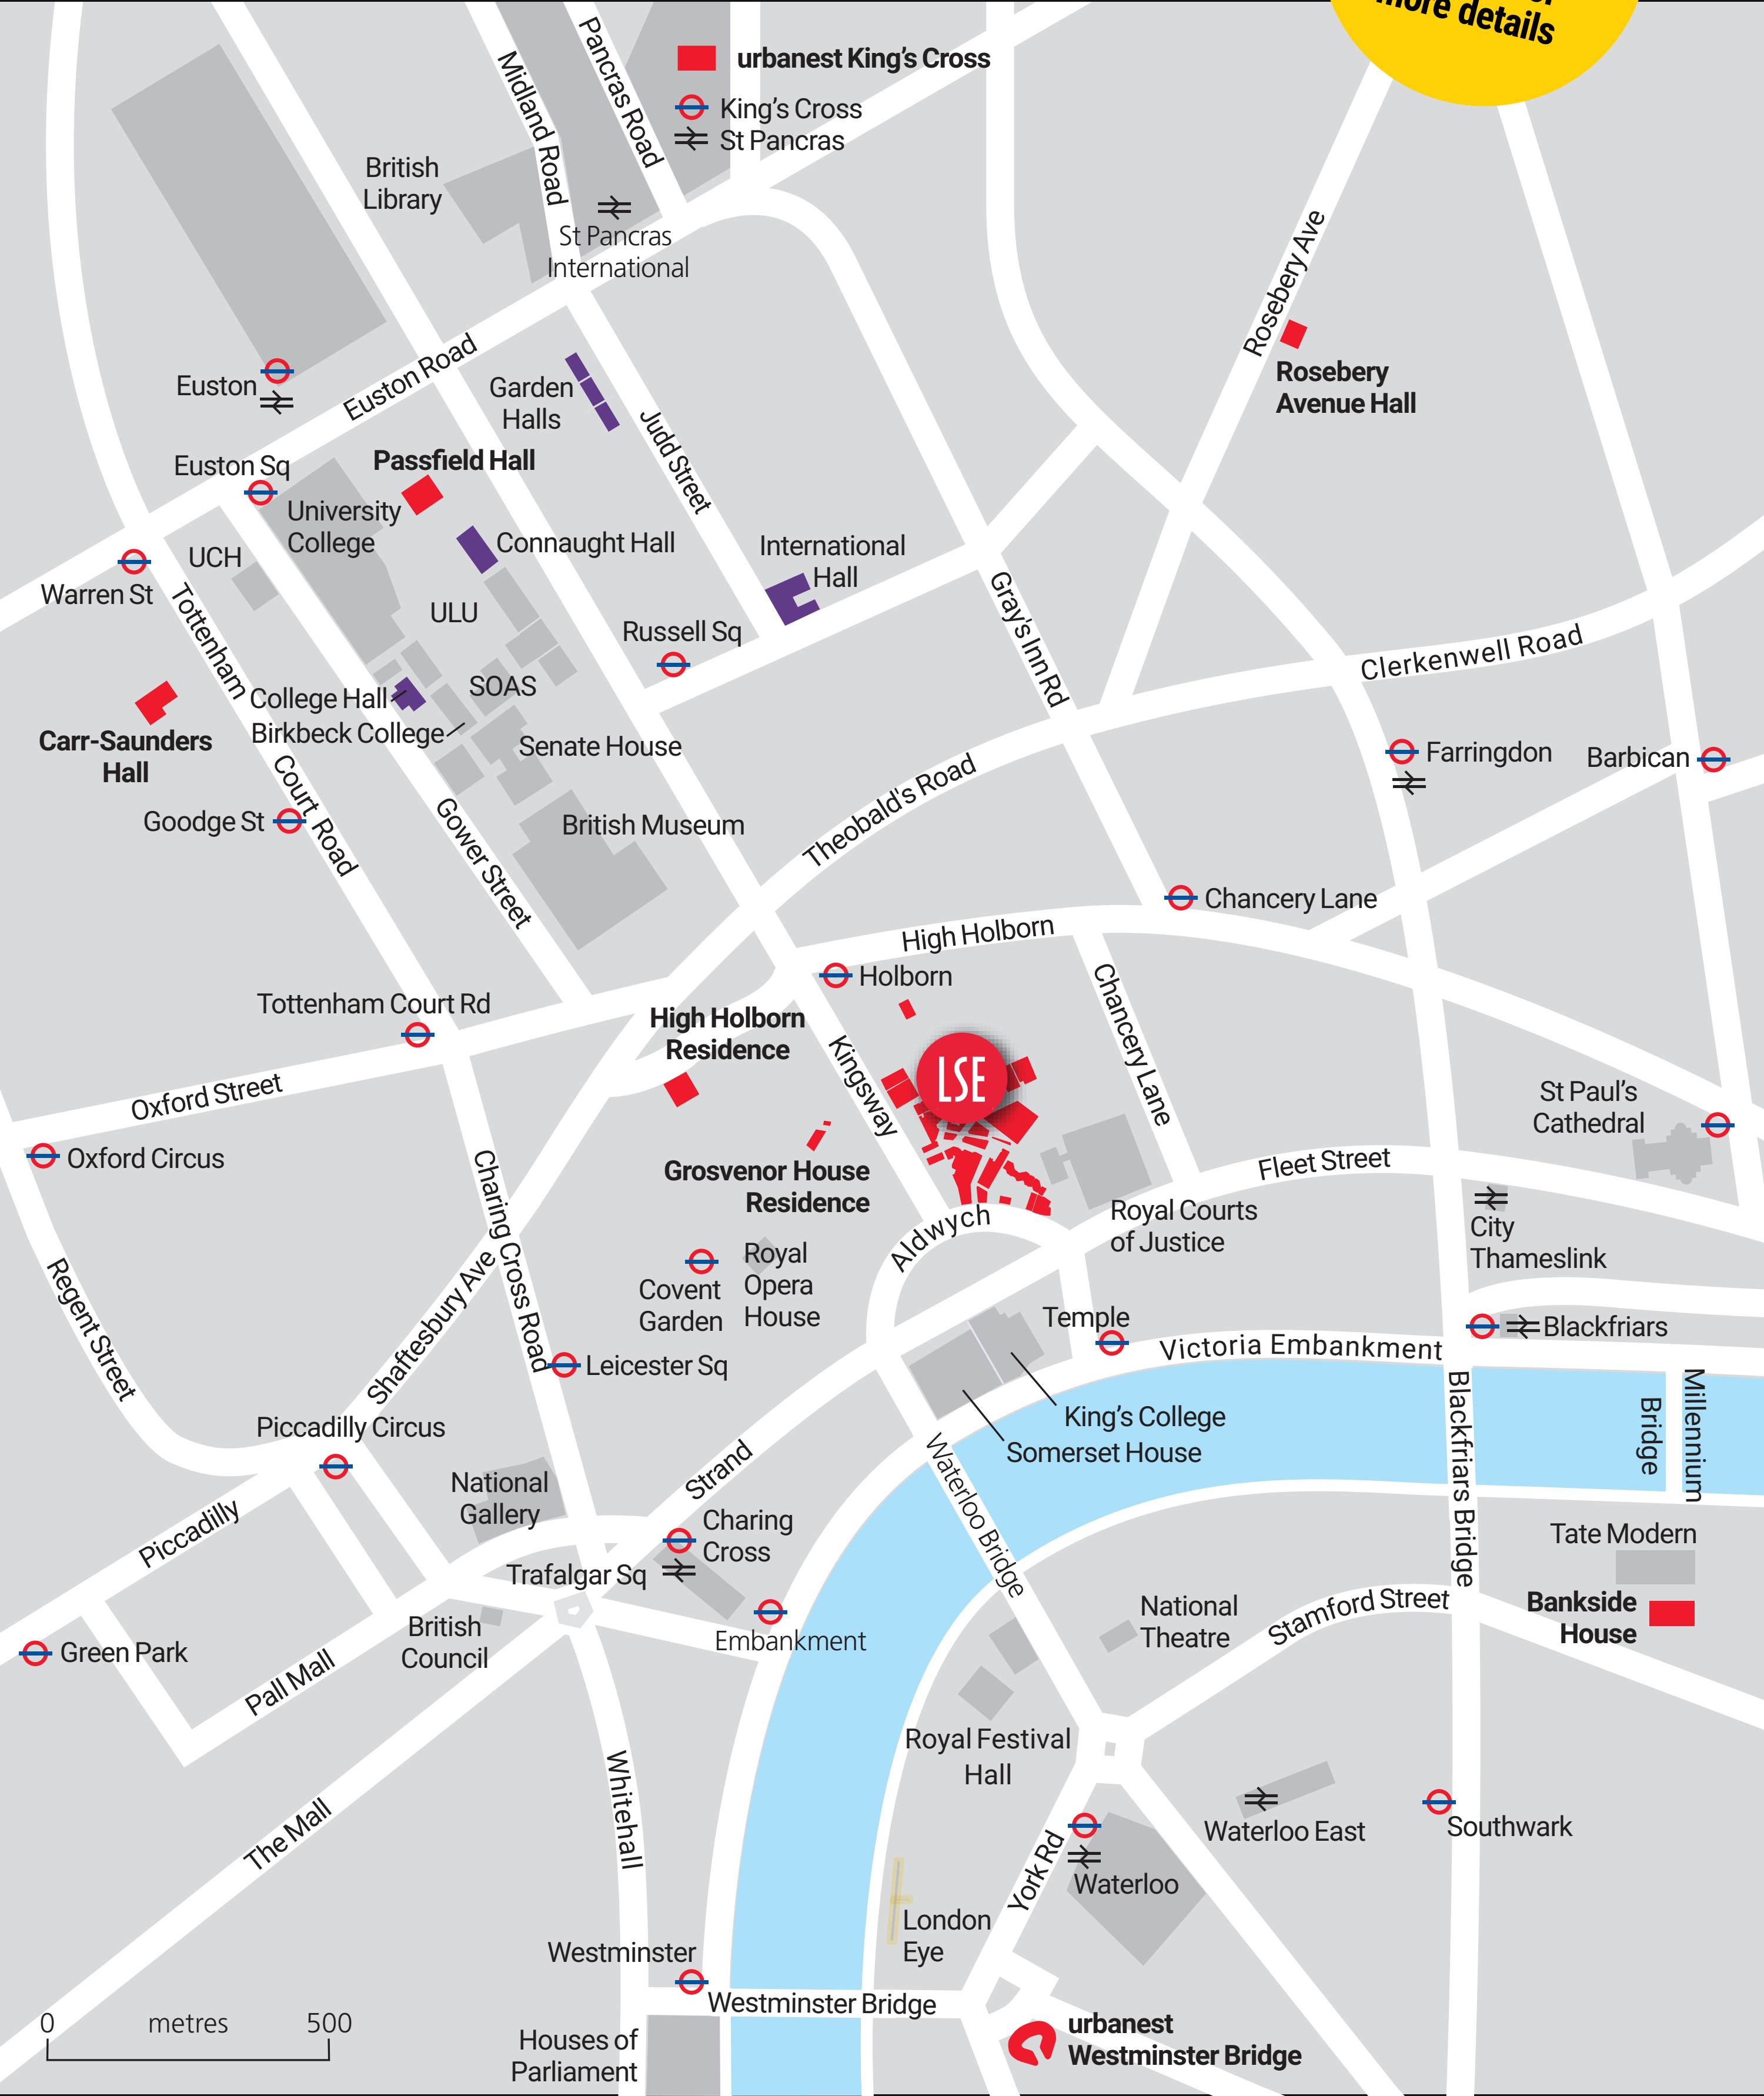 more details
urbanest King's Cross
King's Cross
St Pancras
Pancras Road
Midland Road
British
Library
St Pancras
International
Rosebery Ave
Rosebery
Avenue Hall
Euston
Euston Road
Garden
Halls
Judd Street
Passfield Hall
Euston Sq
University
College
Connaught Hall
International
Hall
UCH
Warren St
Tottenham
Court Road
ULU
Russell Sq
Gray's Inn Rd
Clerkenwell Road
College Hall
SOAS
Birkbeck College
Senate House
Carr-Saunders
Hall
Farringdon
Barbican
Goodge St
Gower Street
British Museum
Theobald's Road
Chancery Lane
High Holborn
Holborn
Chancery Lane
Tottenham Court Rd
High Holborn
Residence
Kingsway
LSE
Oxford Street
Oxford Circus
St Paul's
Cathedral
Fleet Street
Grosvenor House
Residence
Charing Cross Road
Aldwych
Royal Courts
of Justice
City
Thameslink
Regent Street
Shaftesbury Ave
Covent
Garden
Royal
Opera
House
Temple
Victoria Embankment
Blackfriars
Leicester Sq
Piccadilly Circus
King's College
Somerset House
Blackfriars Bridge
Millennium
Bridge
National
Gallery
Strand
Waterloo Bridge
Piccadilly
Charing
Cross
Trafalgar Sq
Tate Modern
Bankside
House
National
Theatre
Stamford Street
British
Council
Embankment
Green Park
Pall Mall
Royal Festival
Hall
The Mall
Whitehall
Waterloo East
Southwark
York Rd
Waterloo
London
Eye
Westminster
Westminster Bridge
0 metres 500
Houses of
Parliament
urbanest
Westminster Bridge